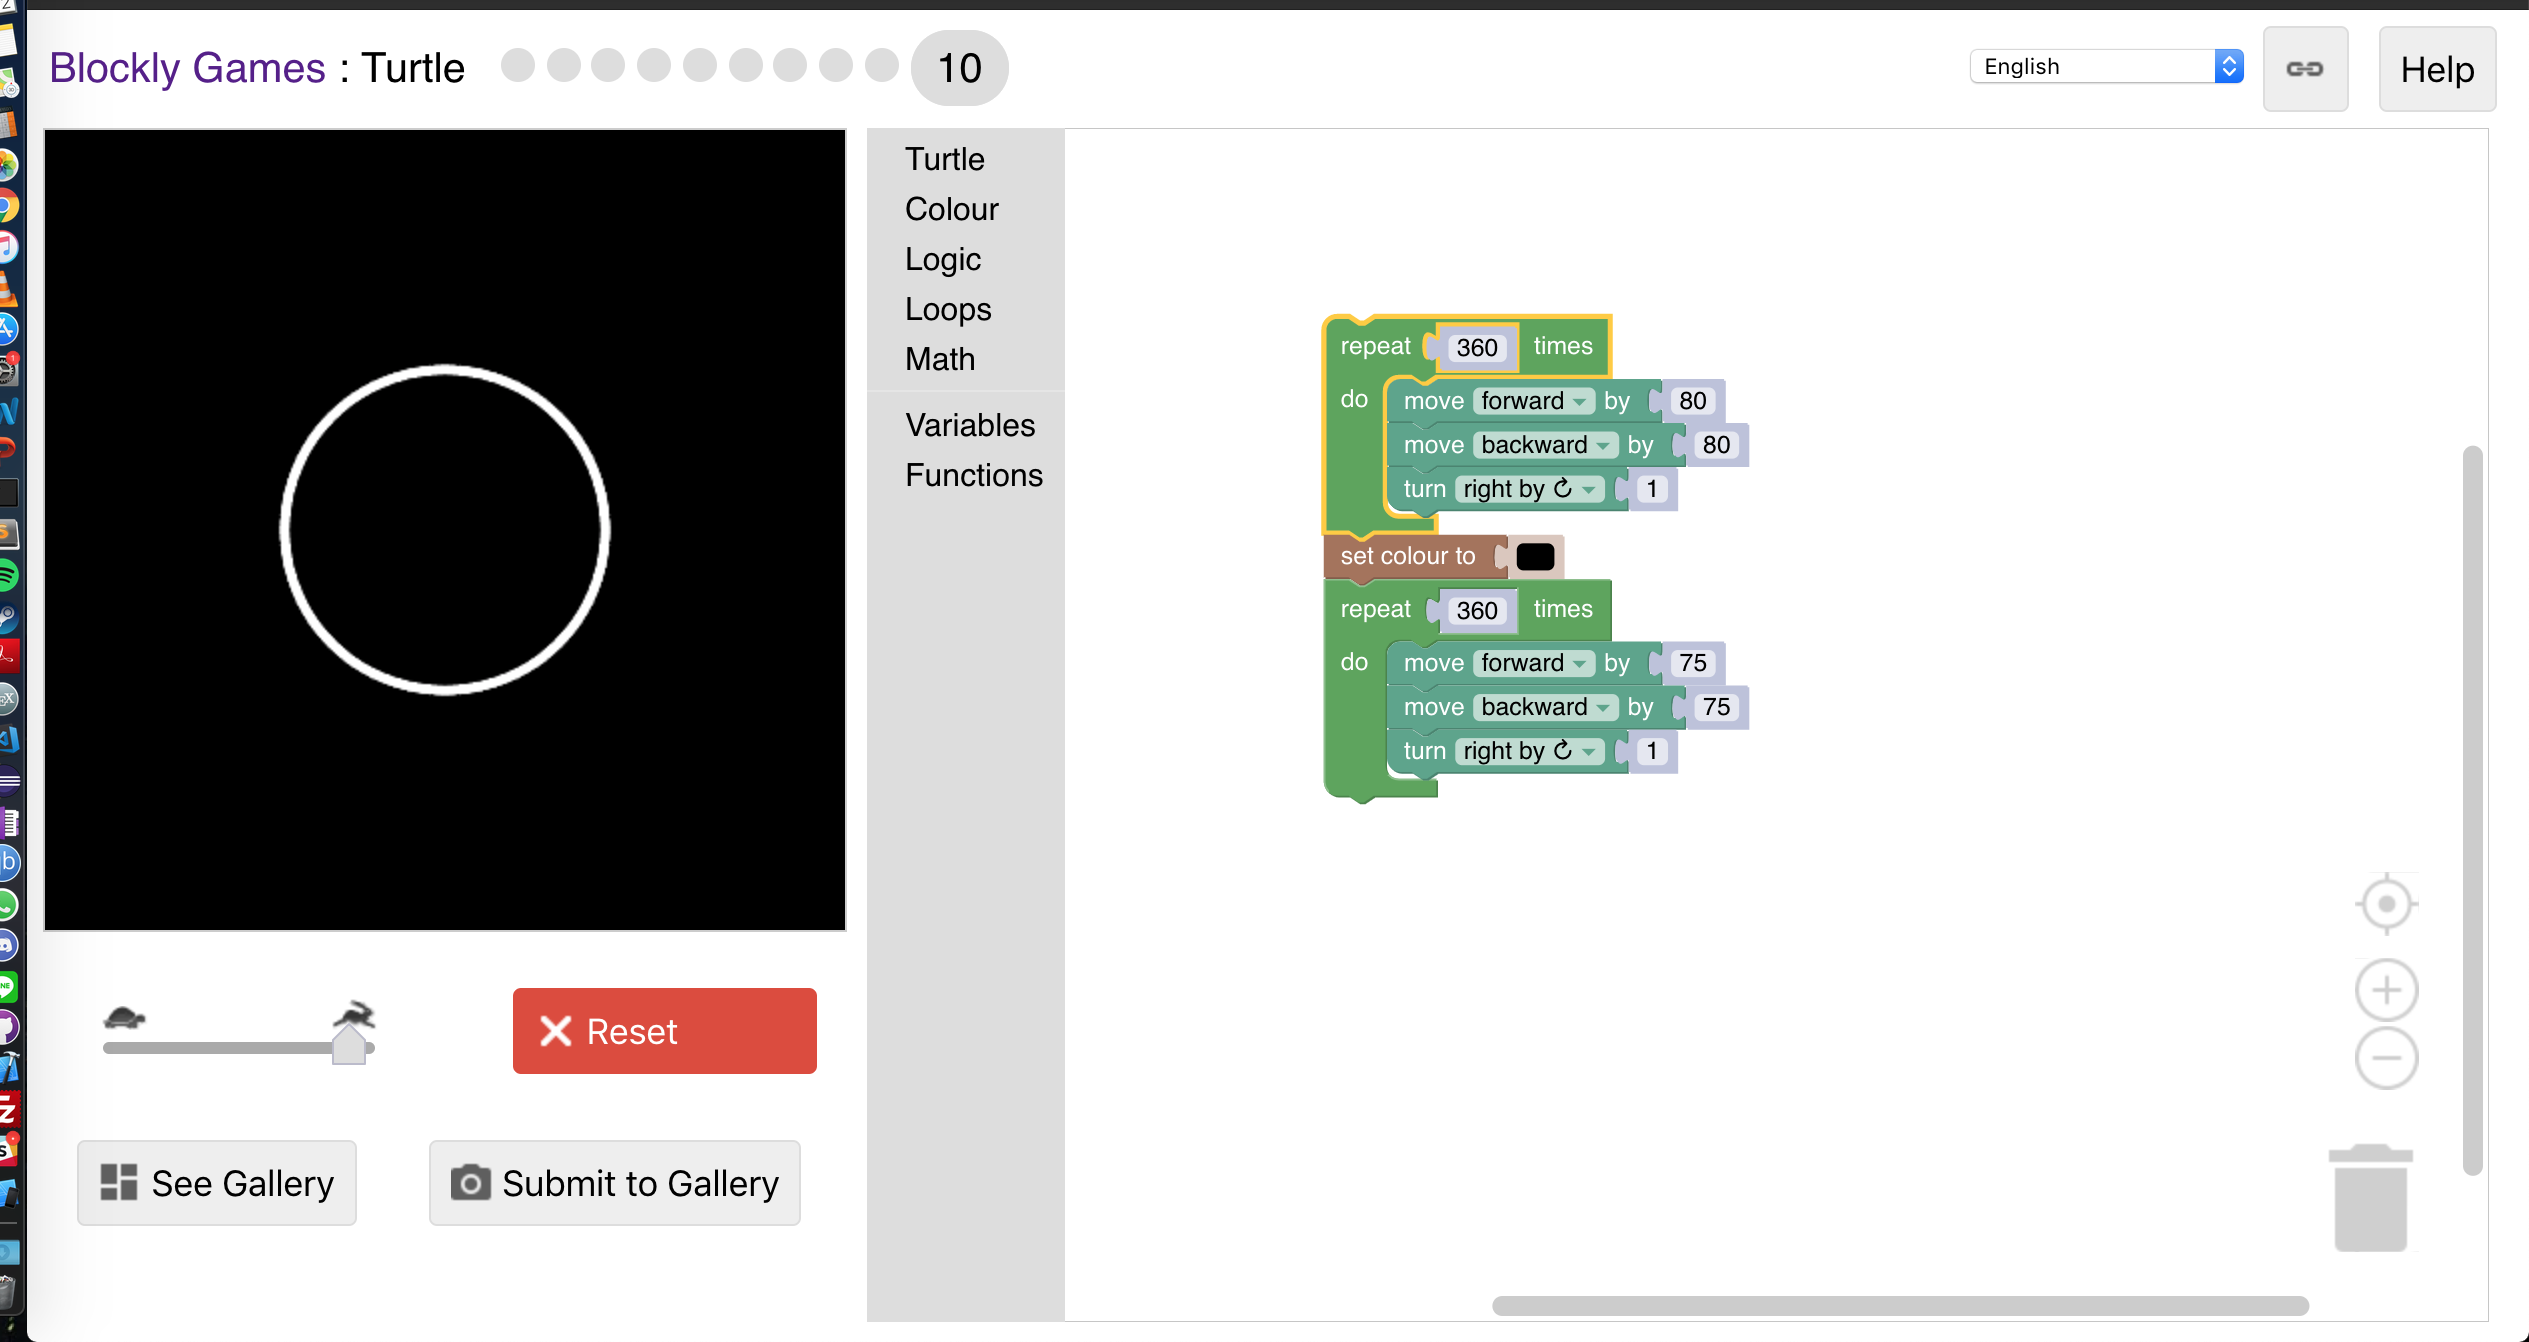 Blockly Games : Turtle 10
English
Help
Turtle
Colour
Logic
Loops
Math
Variables
Functions
repeat 360 times
do move forward by 80
move backward by 80
turn right by ↻ 1
set colour to
repeat 360 times
do move forward by 75
move backward by 75
turn right by ↻ 1
Reset
See Gallery
Submit to Gallery